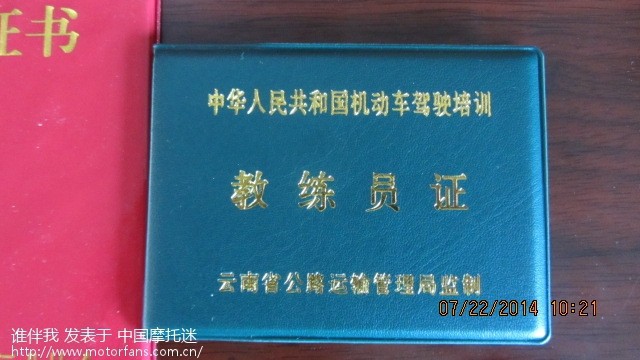 证书
中华人民共和国机动车驾驶培训
教练员证
云南省公路运输管理局监制
07/22/2014 10:21
谁伴我 发表于 中国摩托迷
http://www.motorfans.com.cn